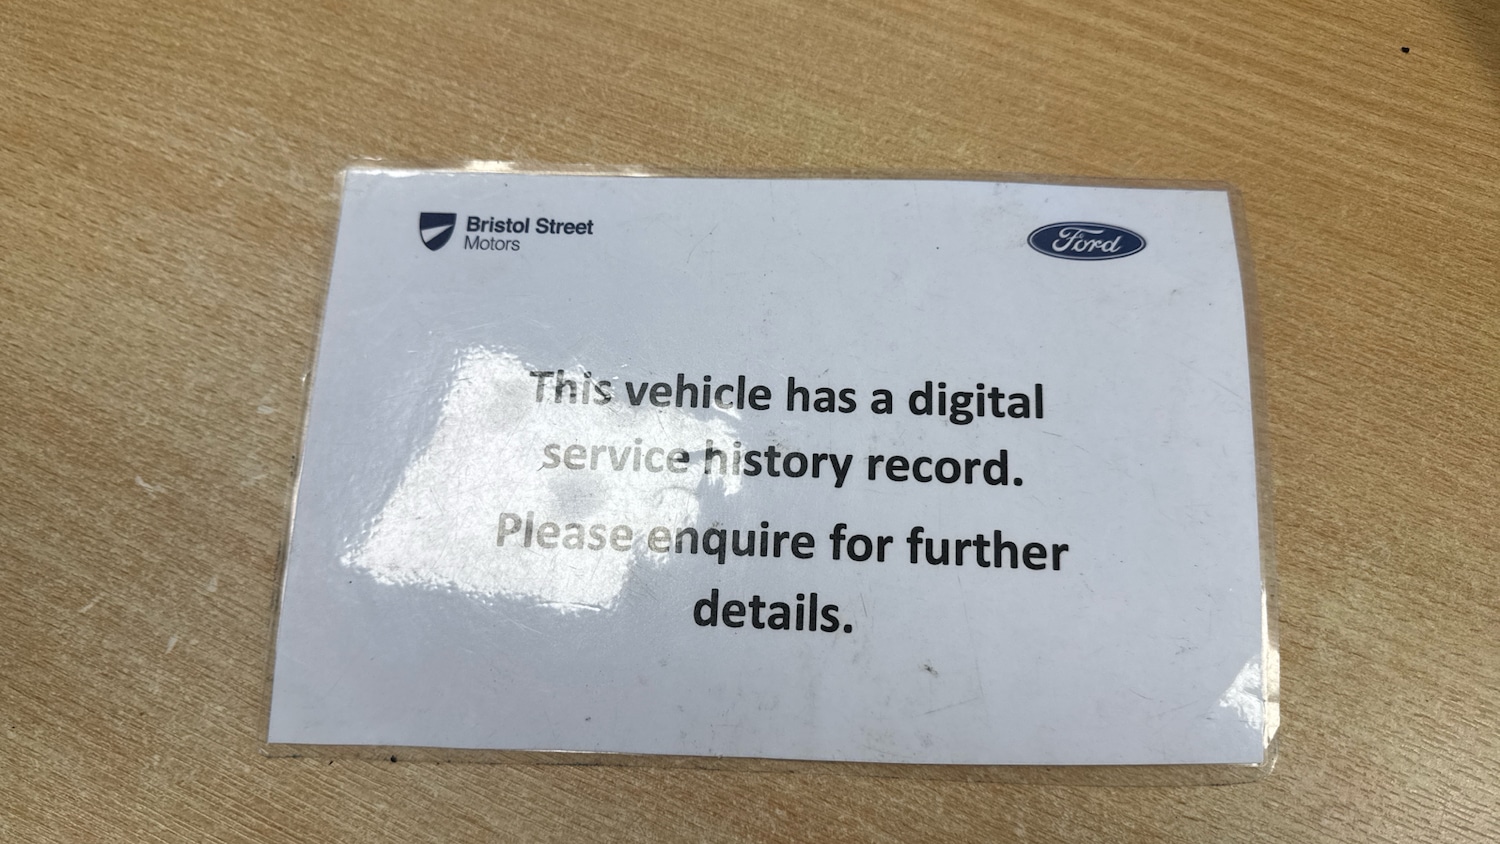 Bristol Street
Motors
Ford
This vehicle has a digital
service history record.
Please enquire for further
details.